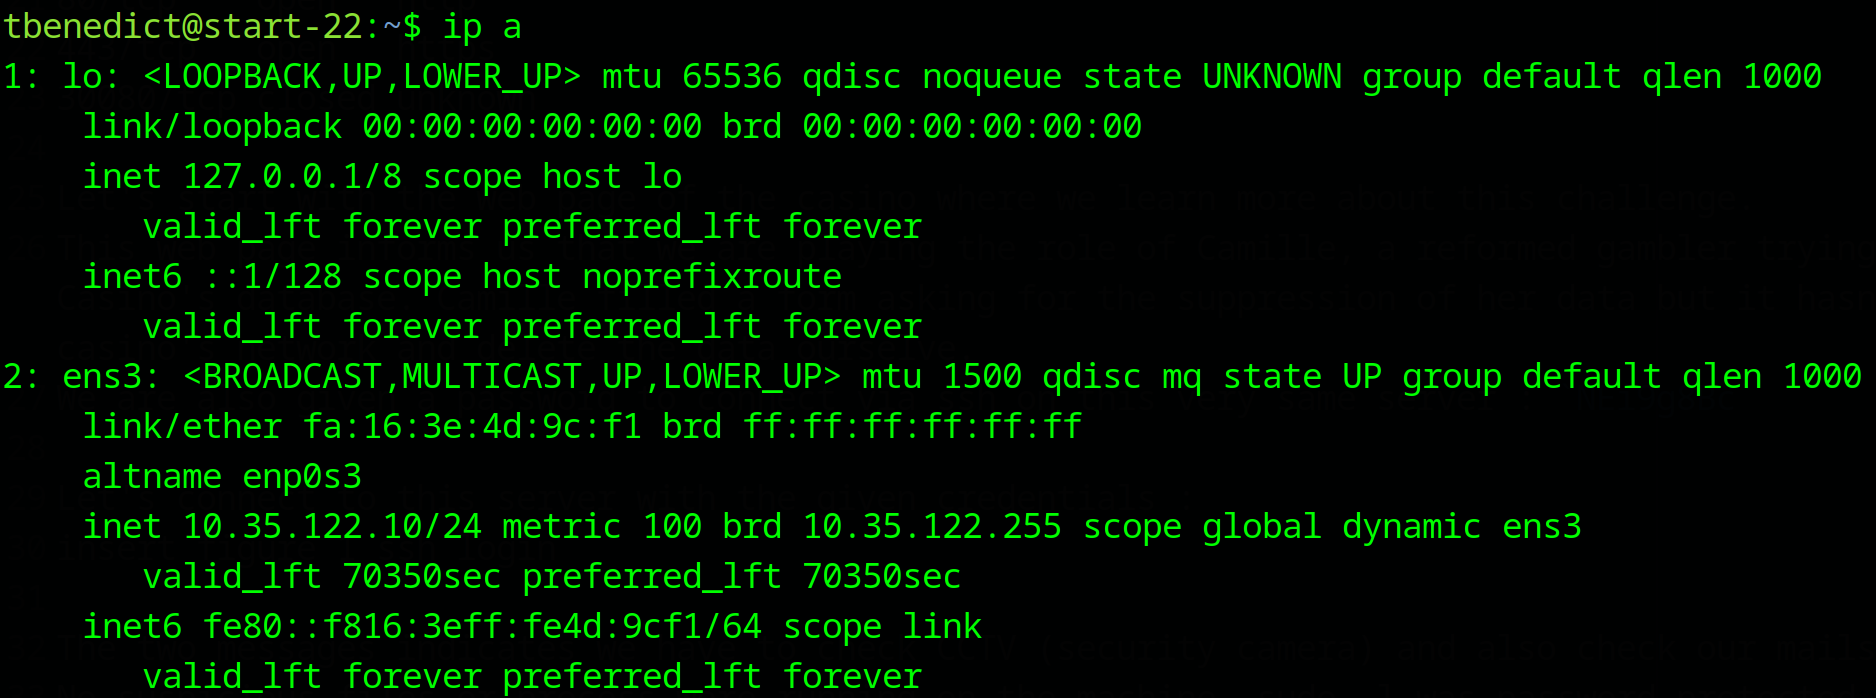 tbenedict@start-22:~$ ip a
1: lo: <LOOPBACK,UP,LOWER_UP> mtu 65536 qdisc noqueue state UNKNOWN group default qlen 1000
    link/loopback 00:00:00:00:00:00 brd 00:00:00:00:00:00
    inet 127.0.0.1/8 scope host lo
       valid_lft forever preferred_lft forever
    inet6 ::1/128 scope host noprefixroute
       valid_lft forever preferred_lft forever
2: ens3: <BROADCAST,MULTICAST,UP,LOWER_UP> mtu 1500 qdisc mq state UP group default qlen 1000
    link/ether fa:16:3e:4d:9c:f1 brd ff:ff:ff:ff:ff:ff
    altname enp0s3
    inet 10.35.122.10/24 metric 100 brd 10.35.122.255 scope global dynamic ens3
       valid_lft 70350sec preferred_lft 70350sec
    inet6 fe80::f816:3eff:fe4d:9cf1/64 scope link
       valid_lft forever preferred_lft forever